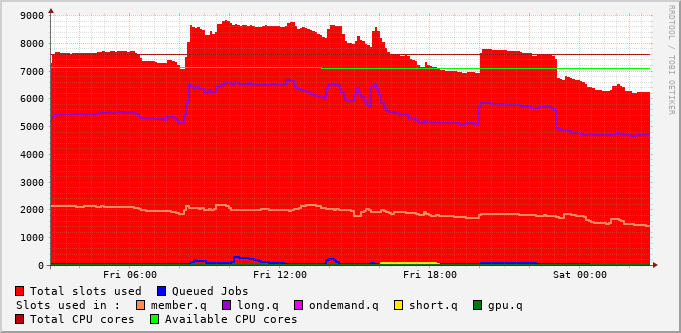 9000
8000
7000
6000
5000
4000
3000
2000
1000
0
Fri 06:00 Fri 12:00 Fri 18:00 Sat 00:00
RRDTOOL / TOBI OETIKER
Total slots used Queued Jobs
Slots used in : member.q long.q ondemand.q short.q gpu.q
Total CPU cores Available CPU cores